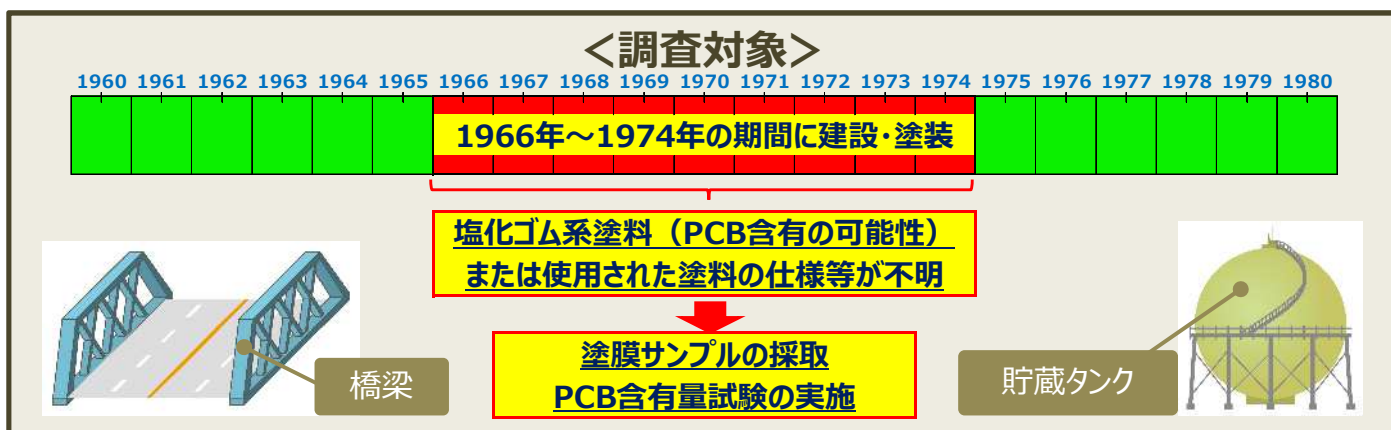 ＜調査対象＞
1960 1961 1962 1963 1964 1965 1966 1967 1968 1969 1970 1971 1972 1973 1974 1975 1976 1977 1978 1979 1980
1966年～1974年の期間に建設・塗装
塩化ゴム系塗料（PCB含有の可能性）
または使用された塗料の仕様等が不明
塗膜サンプルの採取
PCB含有量試験の実施
橋梁
貯蔵タンク